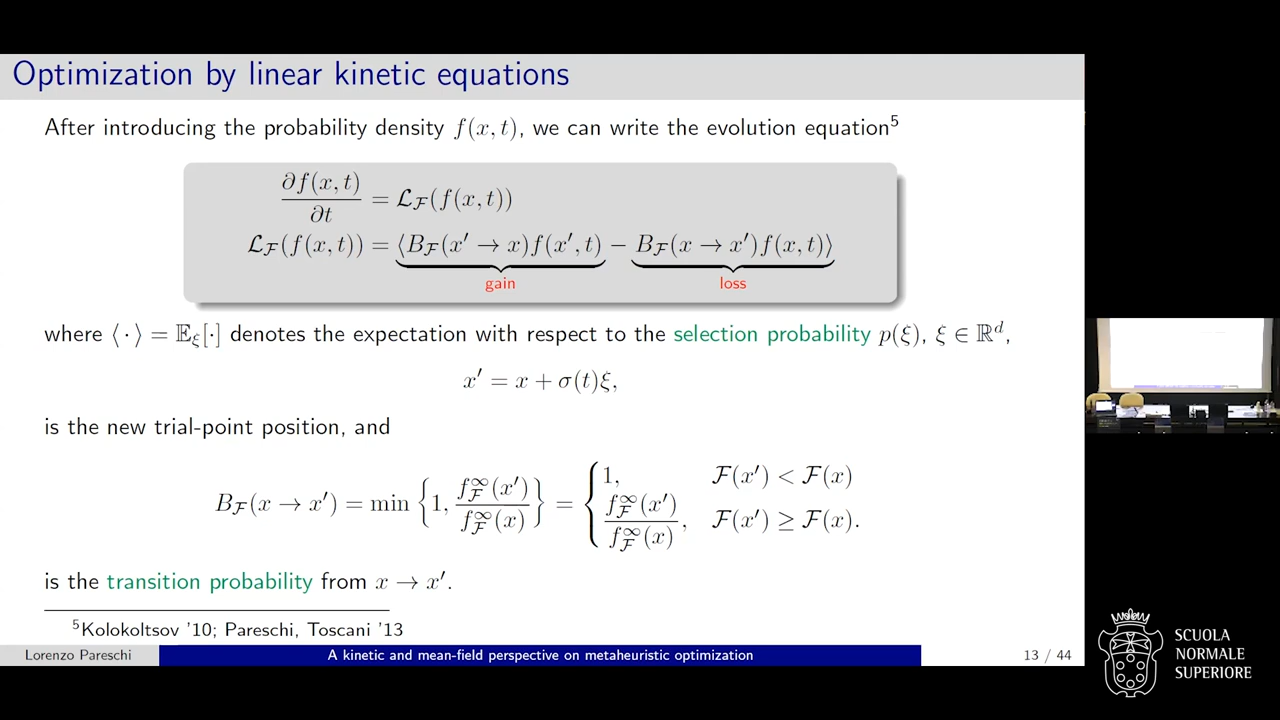 Optimization by linear kinetic equations
After introducing the probability density f(x, t), we can write the evolution equation⁵
∂f(x, t)/∂t = 𝓛_𝓕(f(x, t))
𝓛_𝓕(f(x, t)) = ⟨B_𝓕(x′ → x)f(x′, t) − B_𝓕(x → x′)f(x, t)⟩
gain loss
where ⟨ · ⟩ = 𝔼_ξ[·] denotes the expectation with respect to the selection probability p(ξ), ξ ∈ ℝᵈ,
x′ = x + σ(t)ξ,
is the new trial-point position, and
B_𝓕(x → x′) = min {1, f_𝓕^∞(x′)/f_𝓕^∞(x)} = { 1, 𝓕(x′) < 𝓕(x)
f_𝓕^∞(x′)/f_𝓕^∞(x), 𝓕(x′) ≥ 𝓕(x).
is the transition probability from x → x′.
⁵Kolokoltsov '10; Pareschi, Toscani '13
Lorenzo Pareschi A kinetic and mean-field perspective on metaheuristic optimization 13 / 44
SCUOLA
NORMALE
SUPERIORE